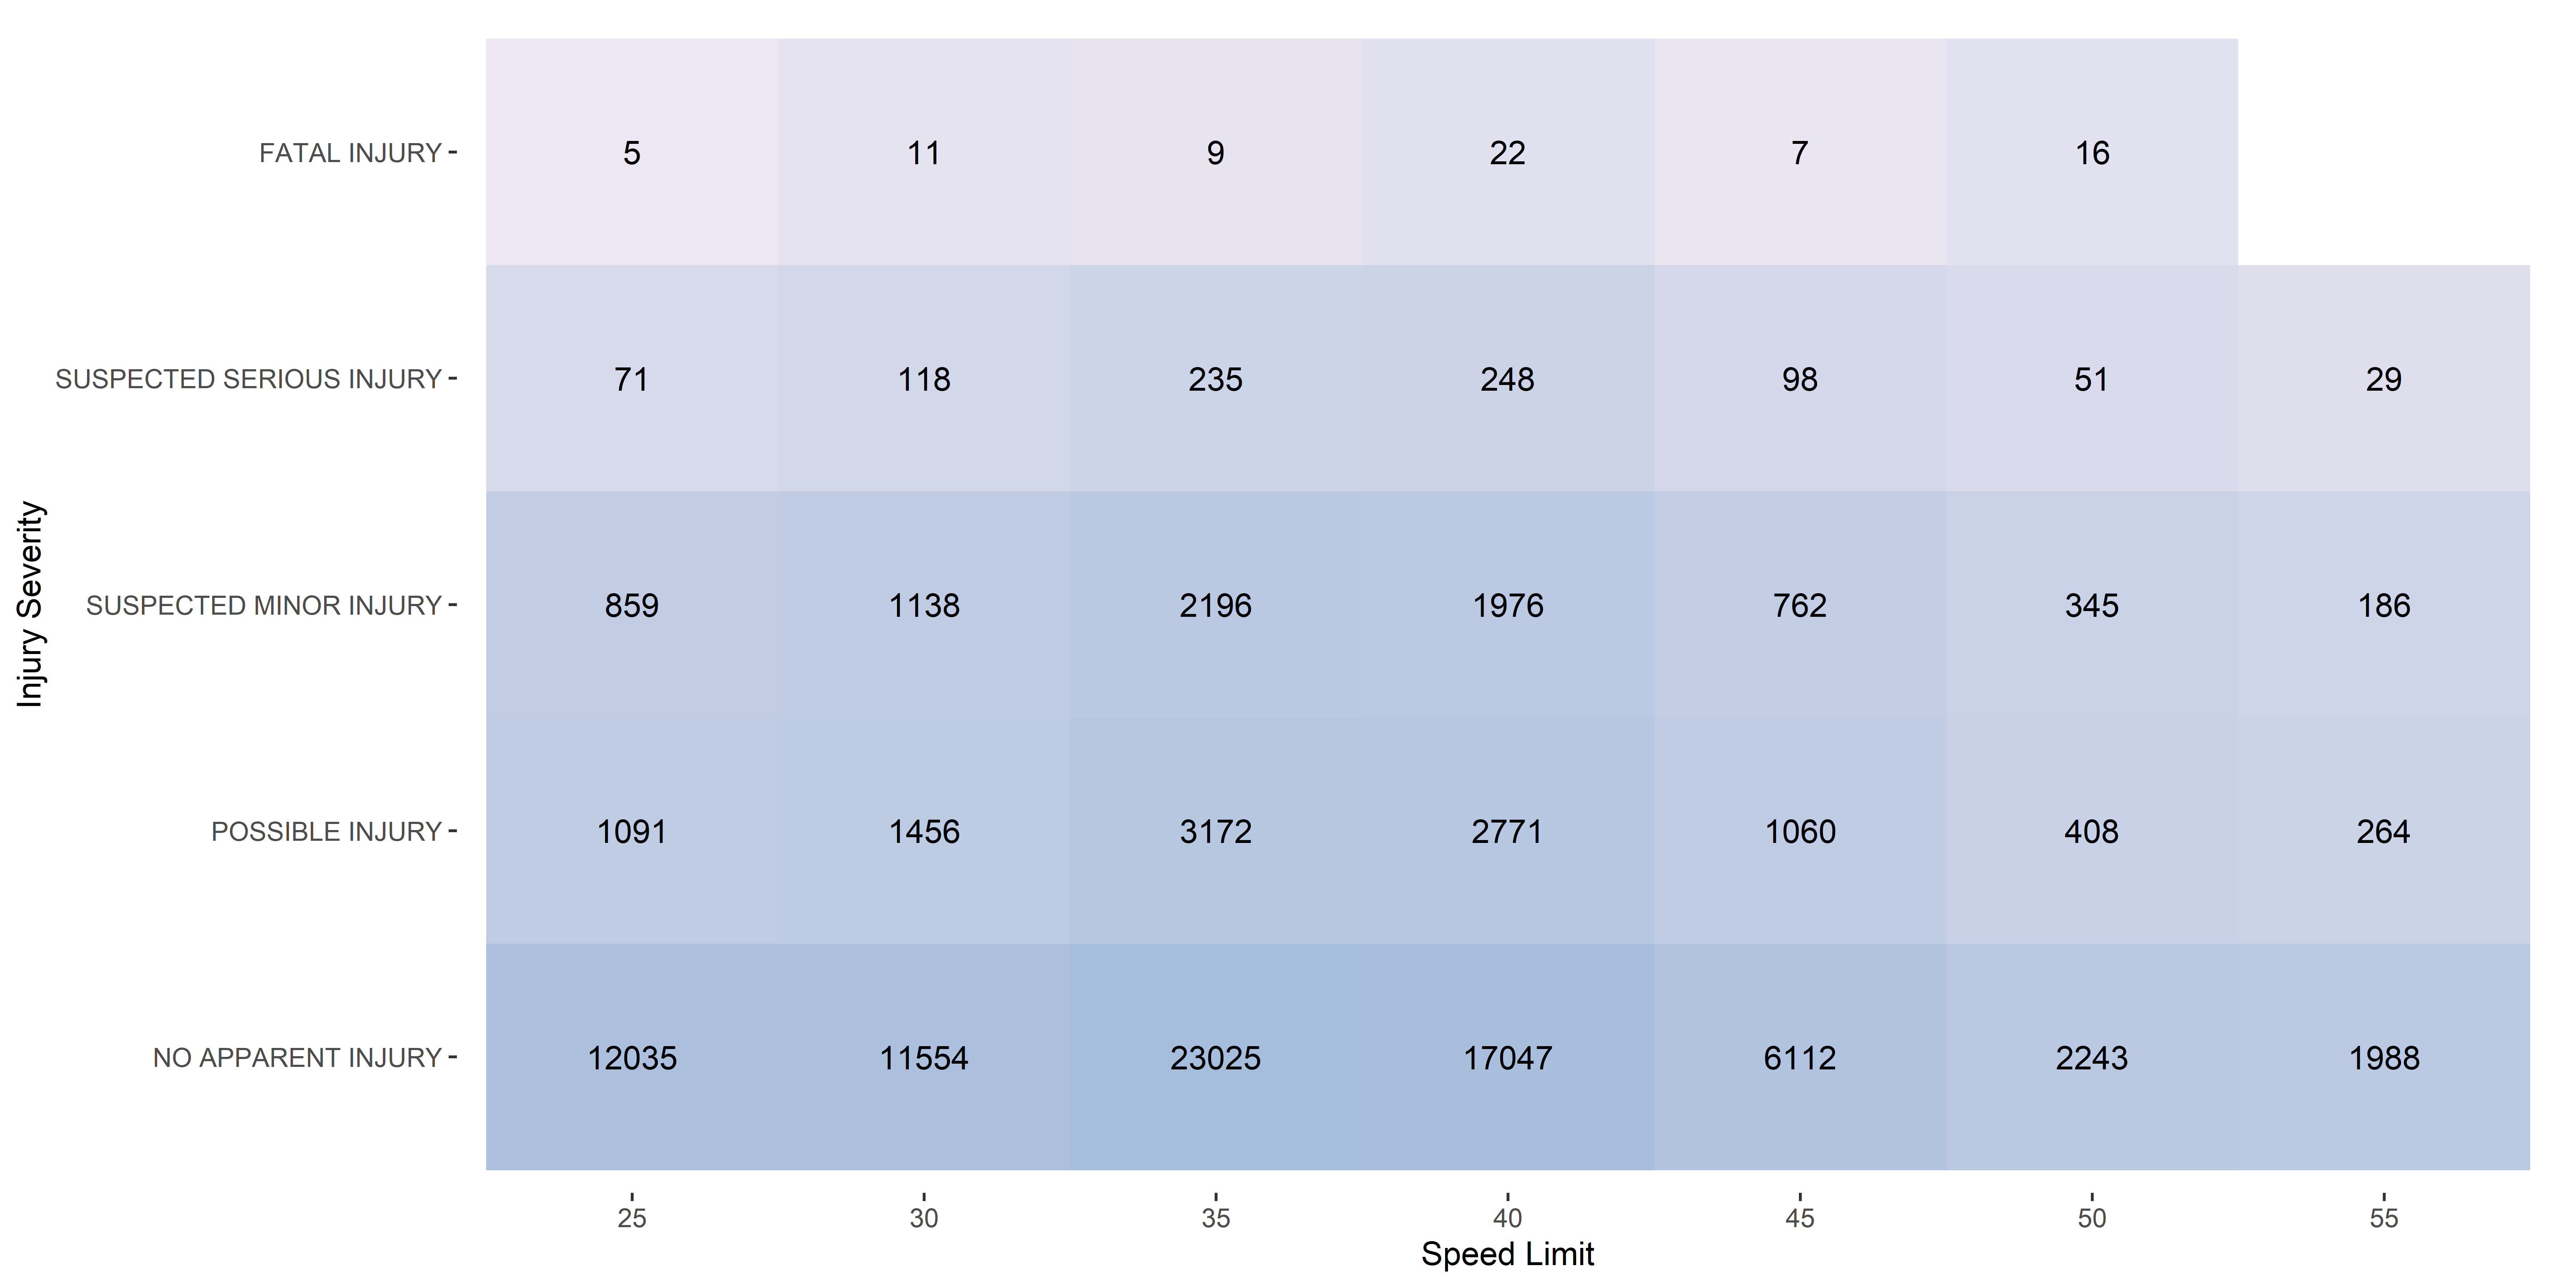 Injury Severity
FATAL INJURY 5 11 9 22 7 16
SUSPECTED SERIOUS INJURY 71 118 235 248 98 51 29
SUSPECTED MINOR INJURY 859 1138 2196 1976 762 345 186
POSSIBLE INJURY 1091 1456 3172 2771 1060 408 264
NO APPARENT INJURY 12035 11554 23025 17047 6112 2243 1988
25 30 35 40 45 50 55
Speed Limit